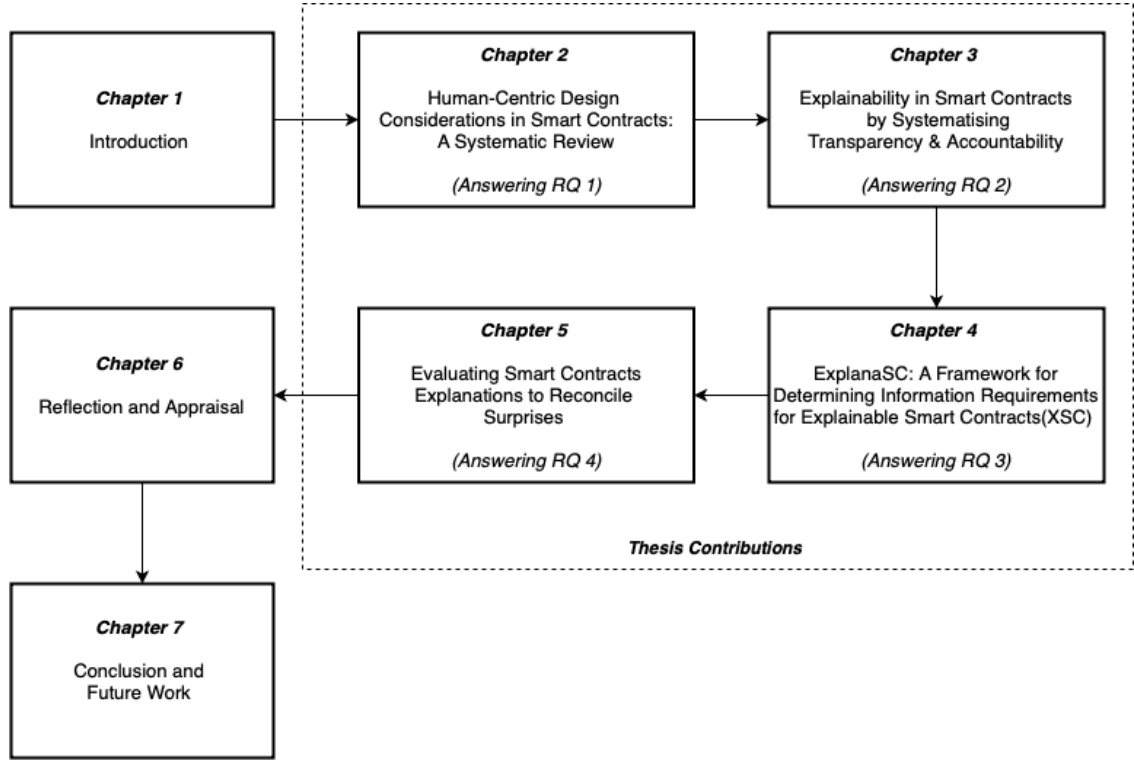 Chapter 1
Introduction
Chapter 2
Human-Centric Design
Considerations in Smart Contracts:
A Systematic Review
(Answering RQ 1)
Chapter 3
Explainability in Smart Contracts
by Systematising
Transparency & Accountability
(Answering RQ 2)
Chapter 4
ExplanaSC: A Framework for
Determining Information Requirements
for Explainable Smart Contracts(XSC)
(Answering RQ 3)
Chapter 5
Evaluating Smart Contracts
Explanations to Reconcile
Surprises
(Answering RQ 4)
Thesis Contributions
Chapter 6
Reflection and Appraisal
Chapter 7
Conclusion and
Future Work